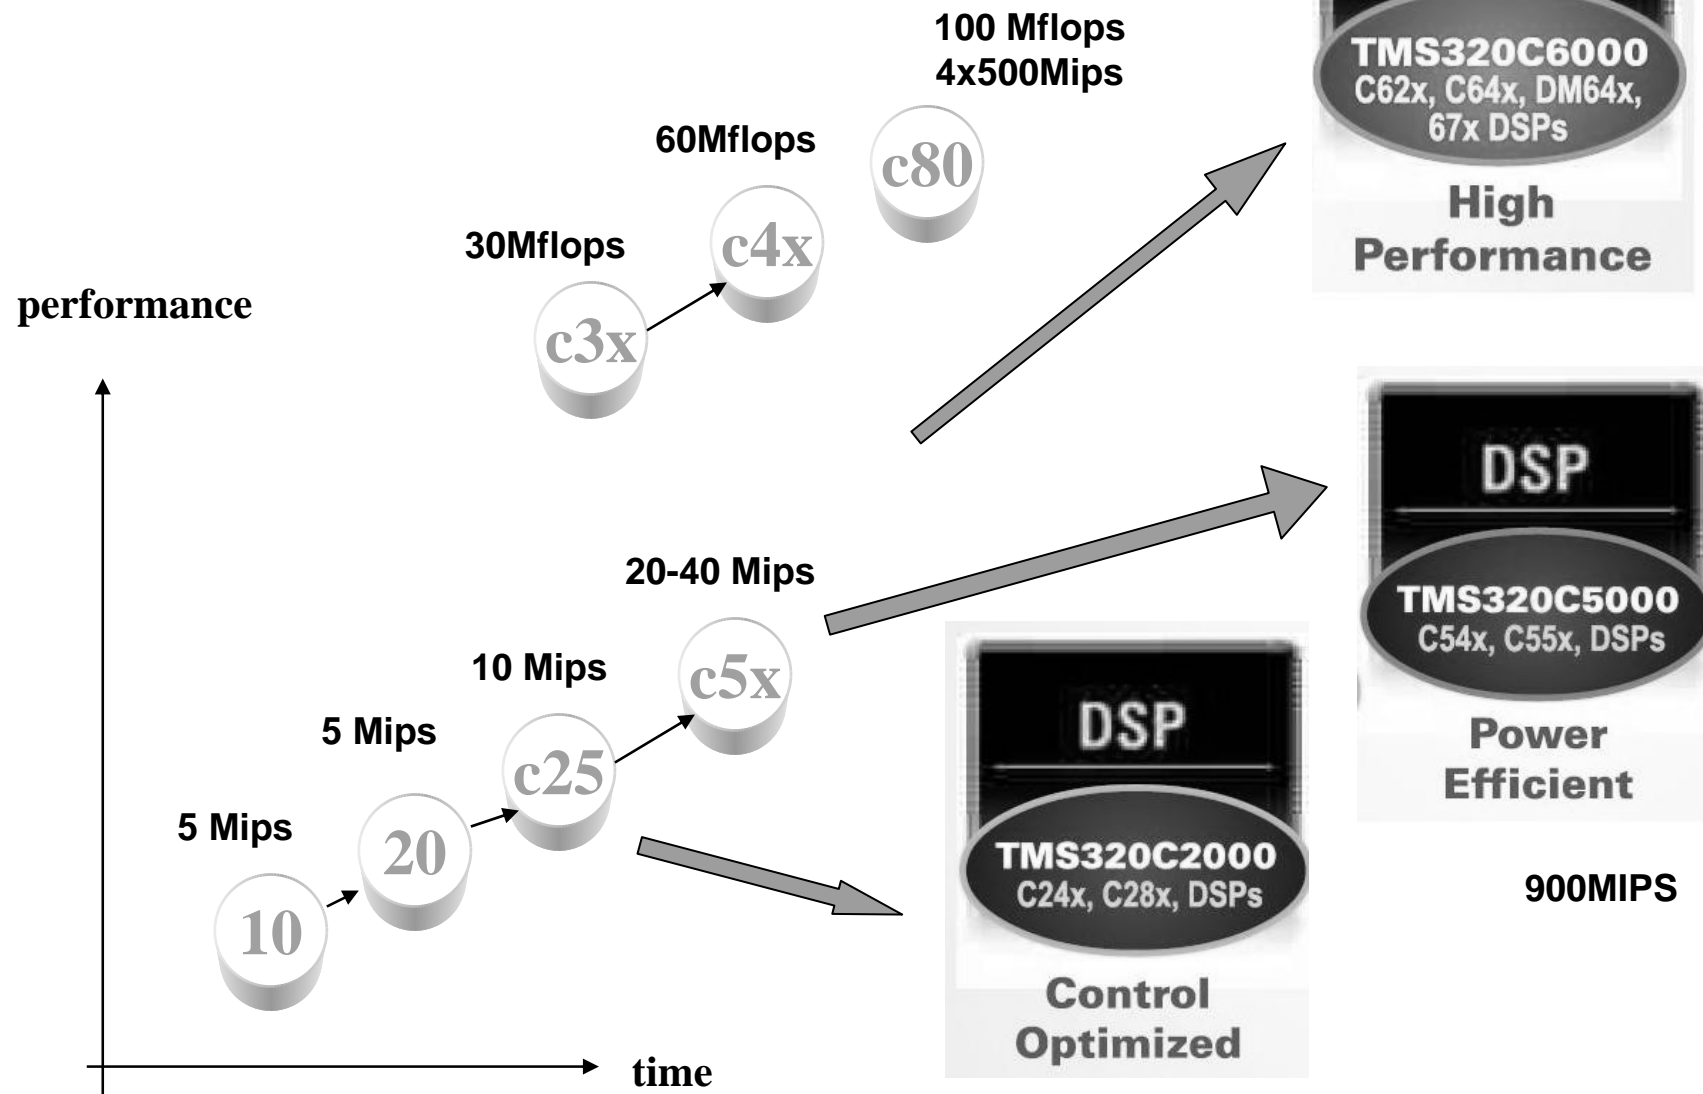 100 Mflops
4x500Mips
TMS320C6000
C62x, C64x, DM64x,
67x DSPs
High
Performance
60Mflops
c80
30Mflops
c4x
performance
c3x
DSP
20-40 Mips
TMS320C5000
C54x, C55x, DSPs
10 Mips
c5x
DSP
Power
Efficient
5 Mips
c25
5 Mips
20
TMS320C2000
C24x, C28x, DSPs
900MIPS
10
Control
Optimized
time